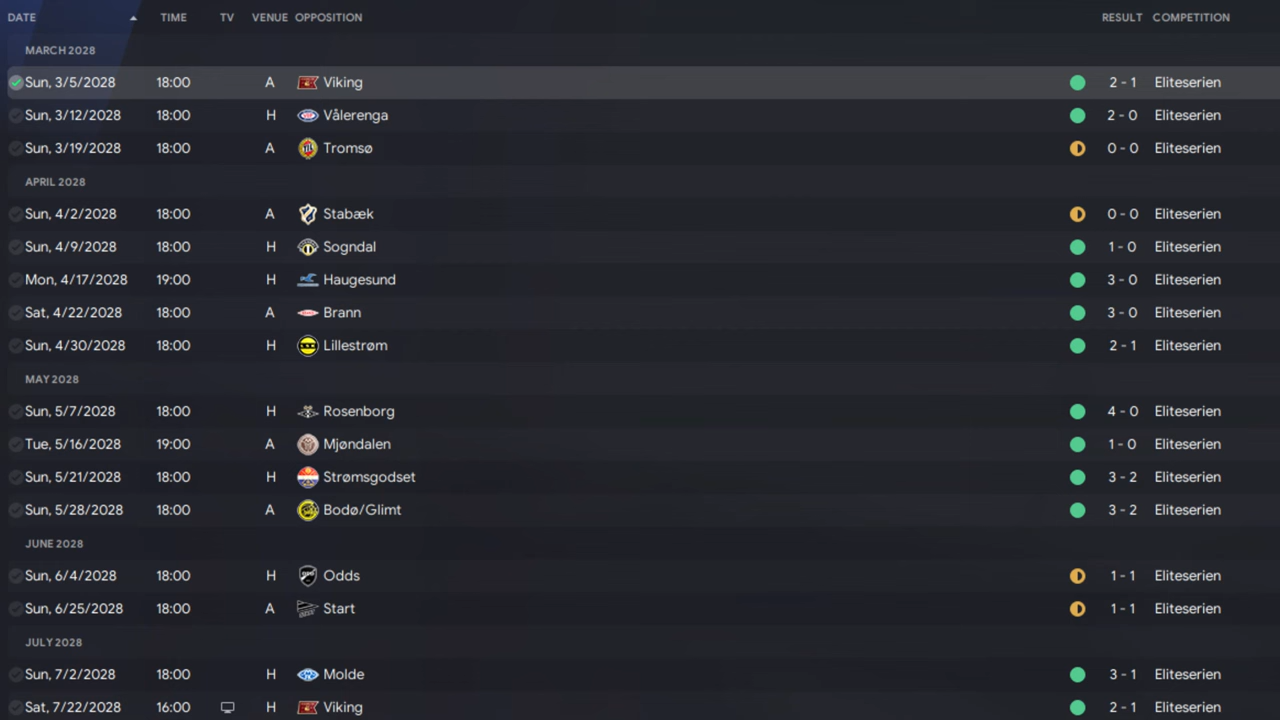 DATE TIME TV VENUE OPPOSITION RESULT COMPETITION
MARCH 2028
Sun, 3/5/2028 18:00 A Viking 2 - 1 Eliteserien
Sun, 3/12/2028 18:00 H Vålerenga 2 - 0 Eliteserien
Sun, 3/19/2028 18:00 A Tromsø 0 - 0 Eliteserien
APRIL 2028
Sun, 4/2/2028 18:00 A Stabæk 0 - 0 Eliteserien
Sun, 4/9/2028 18:00 H Sogndal 1 - 0 Eliteserien
Mon, 4/17/2028 19:00 H Haugesund 3 - 0 Eliteserien
Sat, 4/22/2028 18:00 A Brann 3 - 0 Eliteserien
Sun, 4/30/2028 18:00 H Lillestrøm 2 - 1 Eliteserien
MAY 2028
Sun, 5/7/2028 18:00 H Rosenborg 4 - 0 Eliteserien
Tue, 5/16/2028 19:00 A Mjøndalen 1 - 0 Eliteserien
Sun, 5/21/2028 18:00 H Strømsgodset 3 - 2 Eliteserien
Sun, 5/28/2028 18:00 A Bodø/Glimt 3 - 2 Eliteserien
JUNE 2028
Sun, 6/4/2028 18:00 H Odds 1 - 1 Eliteserien
Sun, 6/25/2028 18:00 A Start 1 - 1 Eliteserien
JULY 2028
Sun, 7/2/2028 18:00 H Molde 3 - 1 Eliteserien
Sat, 7/22/2028 16:00 H Viking 2 - 1 Eliteserien